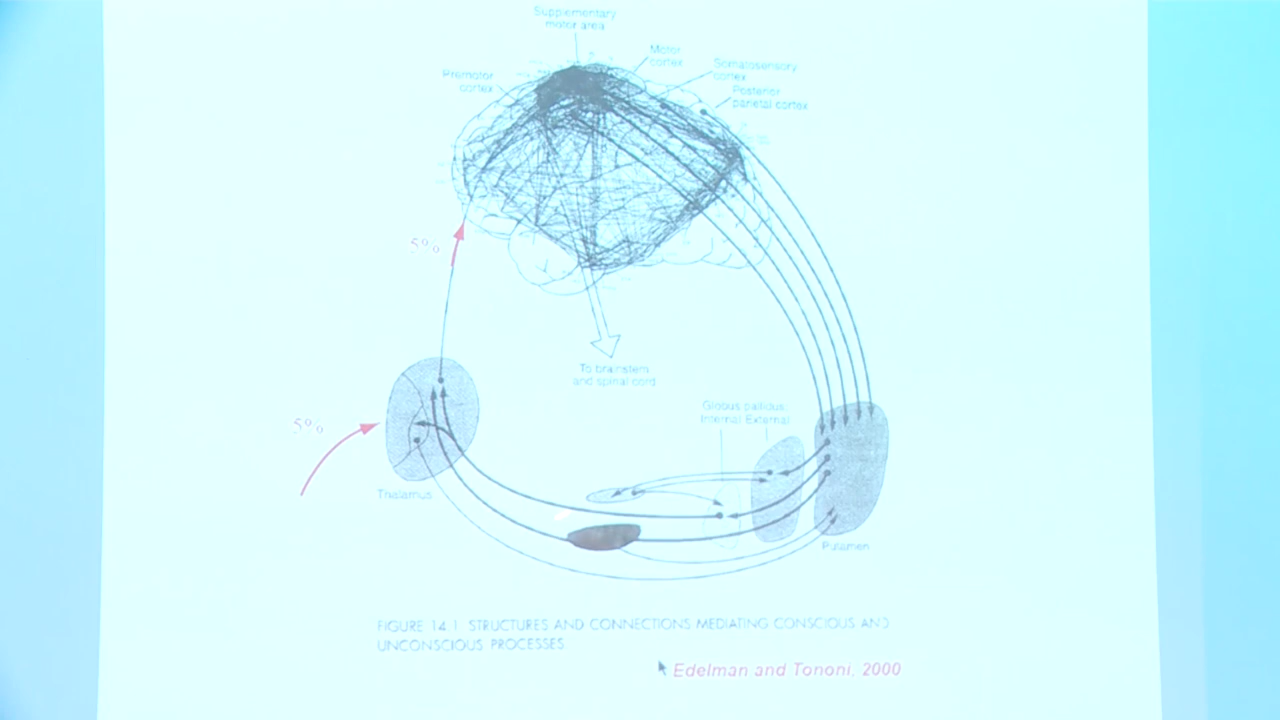 Supplementary
motor area
Motor
cortex
Premotor
cortex
Somatosensory
cortex
Posterior
parietal cortex
5%
To brainstem
and spinal cord
5%
Globus pallidus:
Internal External
Thalamus
Putamen
FIGURE 14.1 STRUCTURES AND CONNECTIONS MEDIATING CONSCIOUS AND
UNCONSCIOUS PROCESSES
Edelman and Tononi, 2000